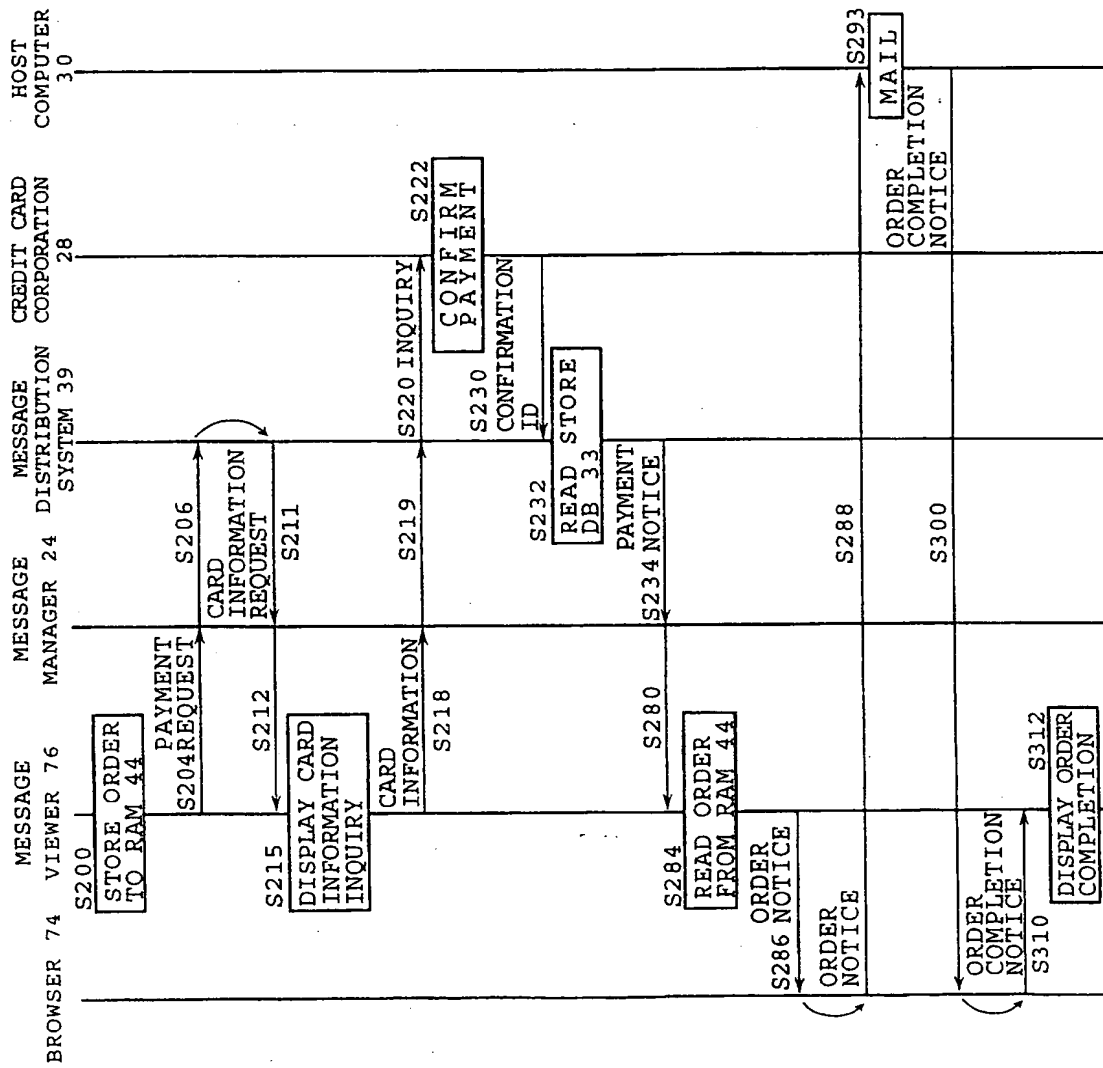 BROWSER 74
MESSAGE
VIEWER 76
MESSAGE
MANAGER 24
MESSAGE
DISTRIBUTION
SYSTEM 39
CREDIT CARD
CORPORATION
28
HOST
COMPUTER
30
S200
STORE ORDER
TO RAM 44
PAYMENT
S204 REQUEST
S206
CARD
INFORMATION
REQUEST
S211
S212
S215
DISPLAY CARD
INFORMATION
INQUIRY
CARD
INFORMATION
S218
S219
S220 INQUIRY
S222
CONFIRM
PAYMENT
S230
CONFIRMATION
ID
S232
READ STORE
DB 33
PAYMENT
S234 NOTICE
S280
S284
READ ORDER
FROM RAM 44
ORDER
S286 NOTICE
ORDER
NOTICE
S288
S293
MAIL
ORDER
COMPLETION
NOTICE
S300
ORDER
COMPLETION
NOTICE
S310
S312
DISPLAY ORDER
COMPLETION